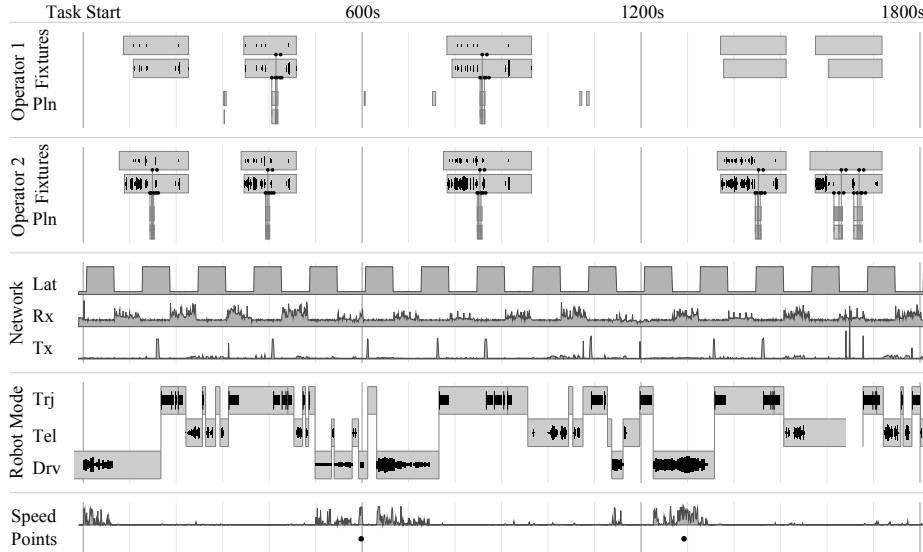 Task Start 600s 1200s 1800s
Operator 1
Fixtures
Pln
Operator 2
Fixtures
Pln
Network
Lat
Rx
Tx
Robot Mode
Trj
Tel
Drv
Speed
Points